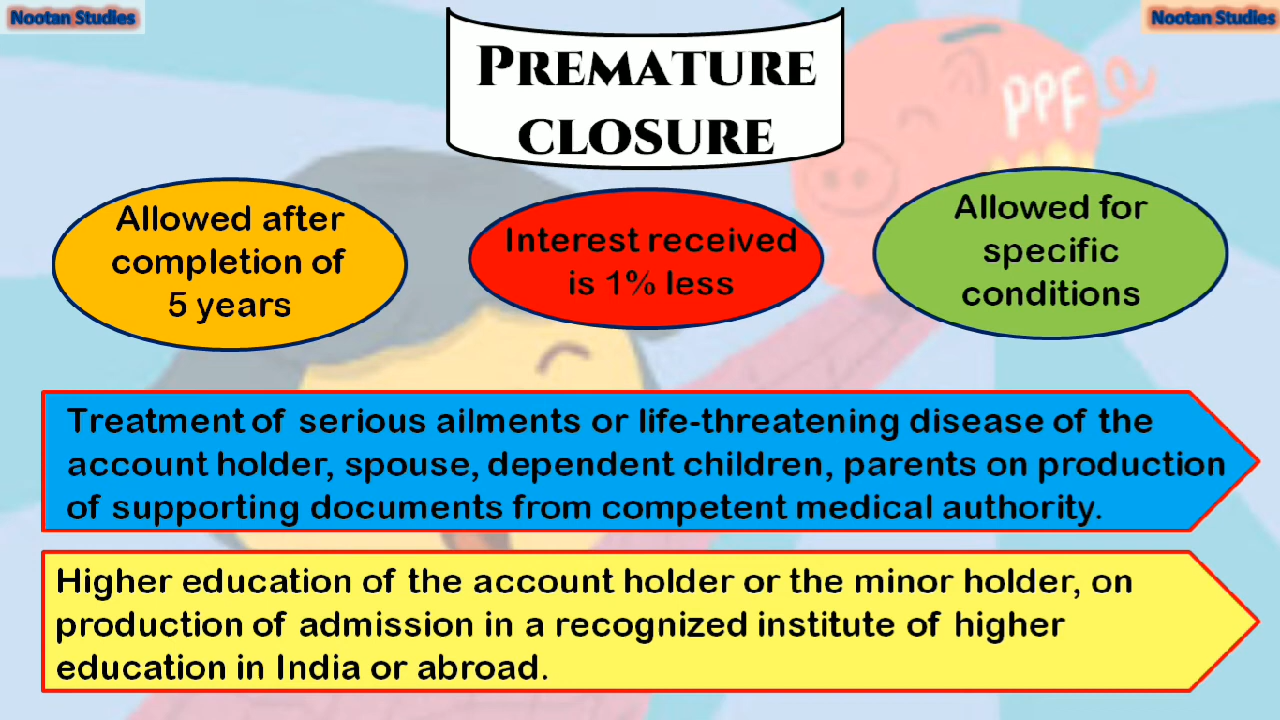 Nootan Studies
Nootan Studies
PREMATURE
CLOSURE
PPF
Allowed after
completion of
5 years
Interest received
is 1% less
Allowed for
specific
conditions
Treatment of serious ailments or life-threatening disease of the
account holder, spouse, dependent children, parents on production
of supporting documents from competent medical authority.
Higher education of the account holder or the minor holder, on
production of admission in a recognized institute of higher
education in India or abroad.